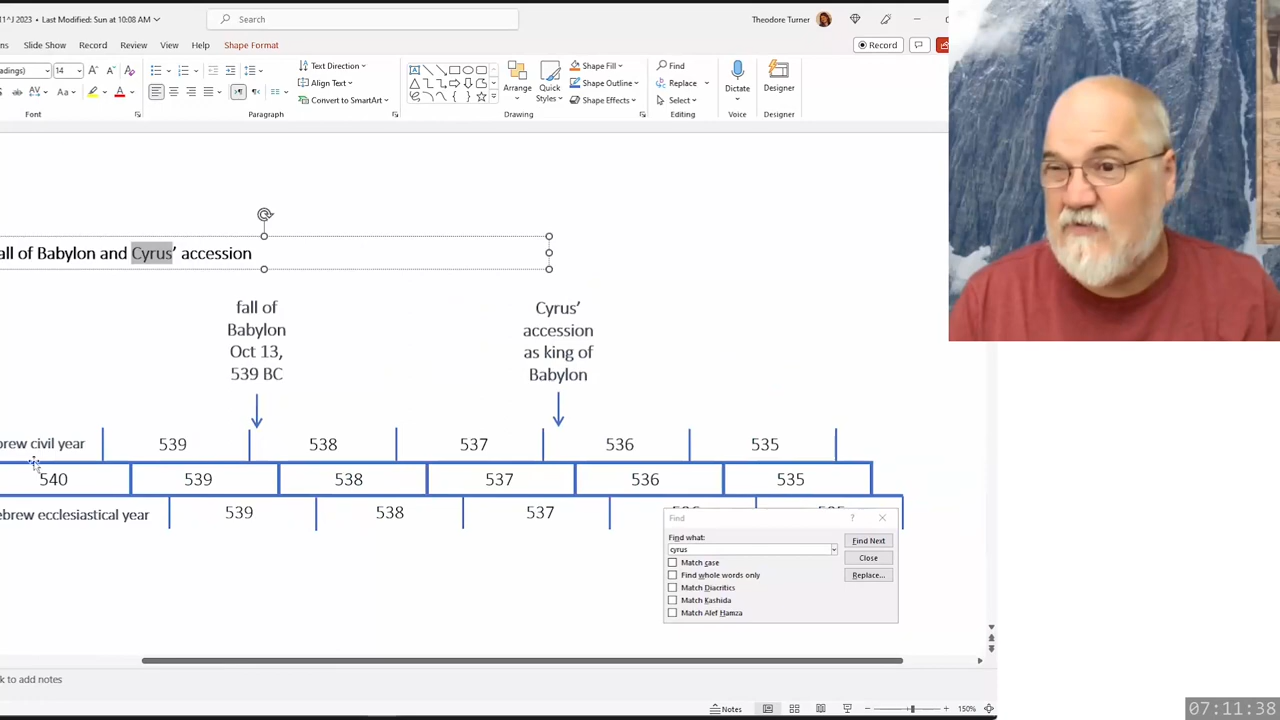 11^J 2023 • Last Modified: Sun at 10:08 AM
Search
Theodore Turner
ns Slide Show Record Review View Help Shape Format
Record
adings) 14
Aa
Text Direction
Align Text
Convert to SmartArt
Arrange
Quick
Styles
Shape Fill
Shape Outline
Shape Effects
Find
Replace
Select
Dictate
Designer
Font Paragraph Drawing Editing Voice Designer
all of Babylon and Cyrus’ accession
fall of
Babylon
Oct 13,
539 BC
Cyrus’
accession
as king of
Babylon
brew civil year 539 538 537 536 535
540 539 538 537 536 535
ebrew ecclesiastical year 539 538 537
Find ?
Find what:
cyrus
Find Next
Close
Replace...
Match case
Find whole words only
Match Diacritics
Match Kashida
Match Alef Hamza
k to add notes
Notes 150%
07:11:38